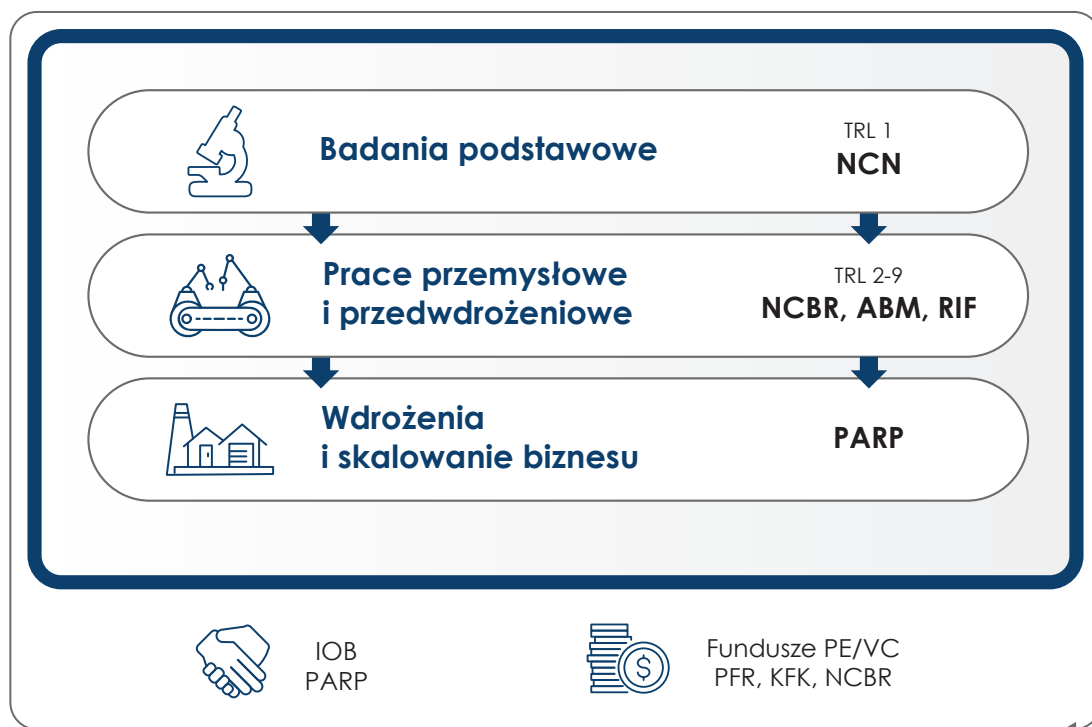 Badania podstawowe
TRL 1
NCN
Prace przemysłowe
i przedwdrożeniowe
TRL 2-9
NCBR, ABM, RIF
Wdrożenia
i skalowanie biznesu
PARP
IOB
PARP
$
Fundusze PE/VC
PFR, KFK, NCBR